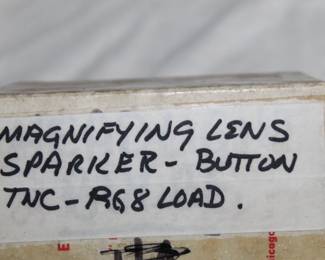 MAGNIFYING LENS
SPARKER - BUTTON
TNC - RG8 LOAD.